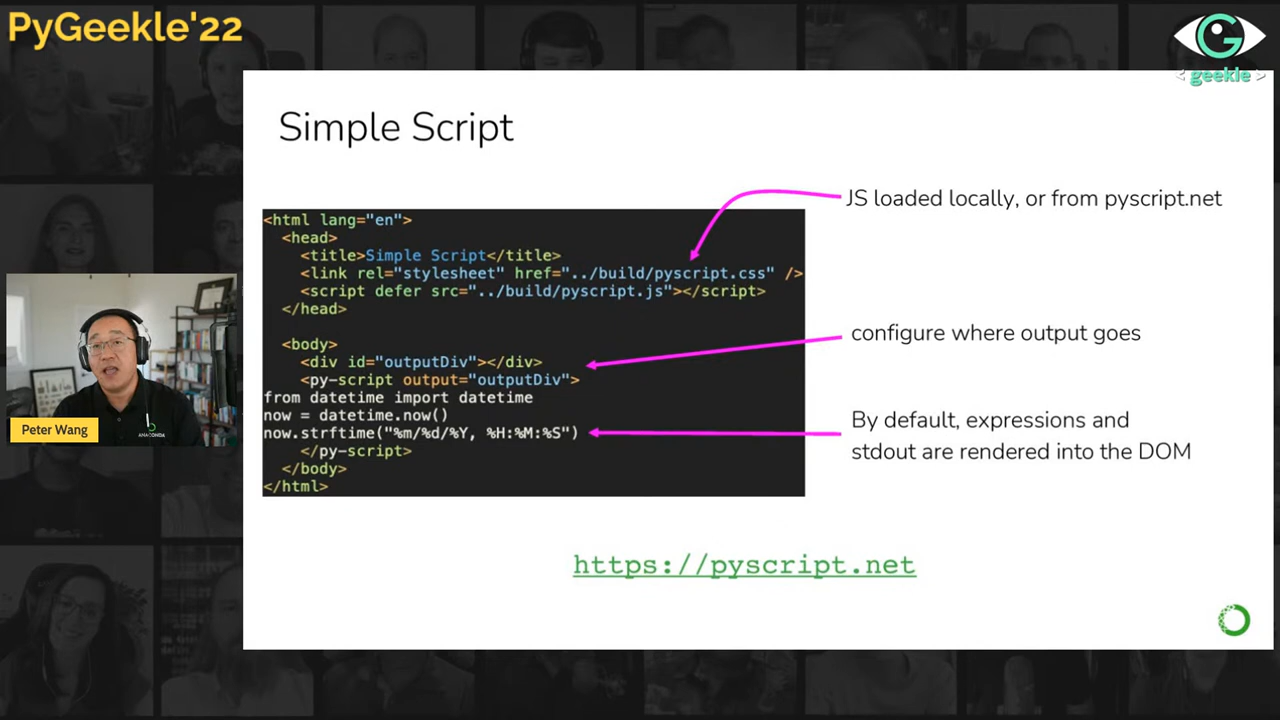 PyGeekle'22
< geekle >
Simple Script
JS loaded locally, or from pyscript.net
<html lang="en">
<head>
<title>Simple Script</title>
<link rel="stylesheet" href="../build/pyscript.css" />
<script defer src="../build/pyscript.js"></script>
</head>
<body>
<div id="outputDiv"></div>
<py-script output="outputDiv">
from datetime import datetime
now = datetime.now()
now.strftime("%m/%d/%Y, %H:%M:%S")
</py-script>
</body>
</html>
configure where output goes
By default, expressions and
stdout are rendered into the DOM
ANACONDA
Peter Wang
https://pyscript.net